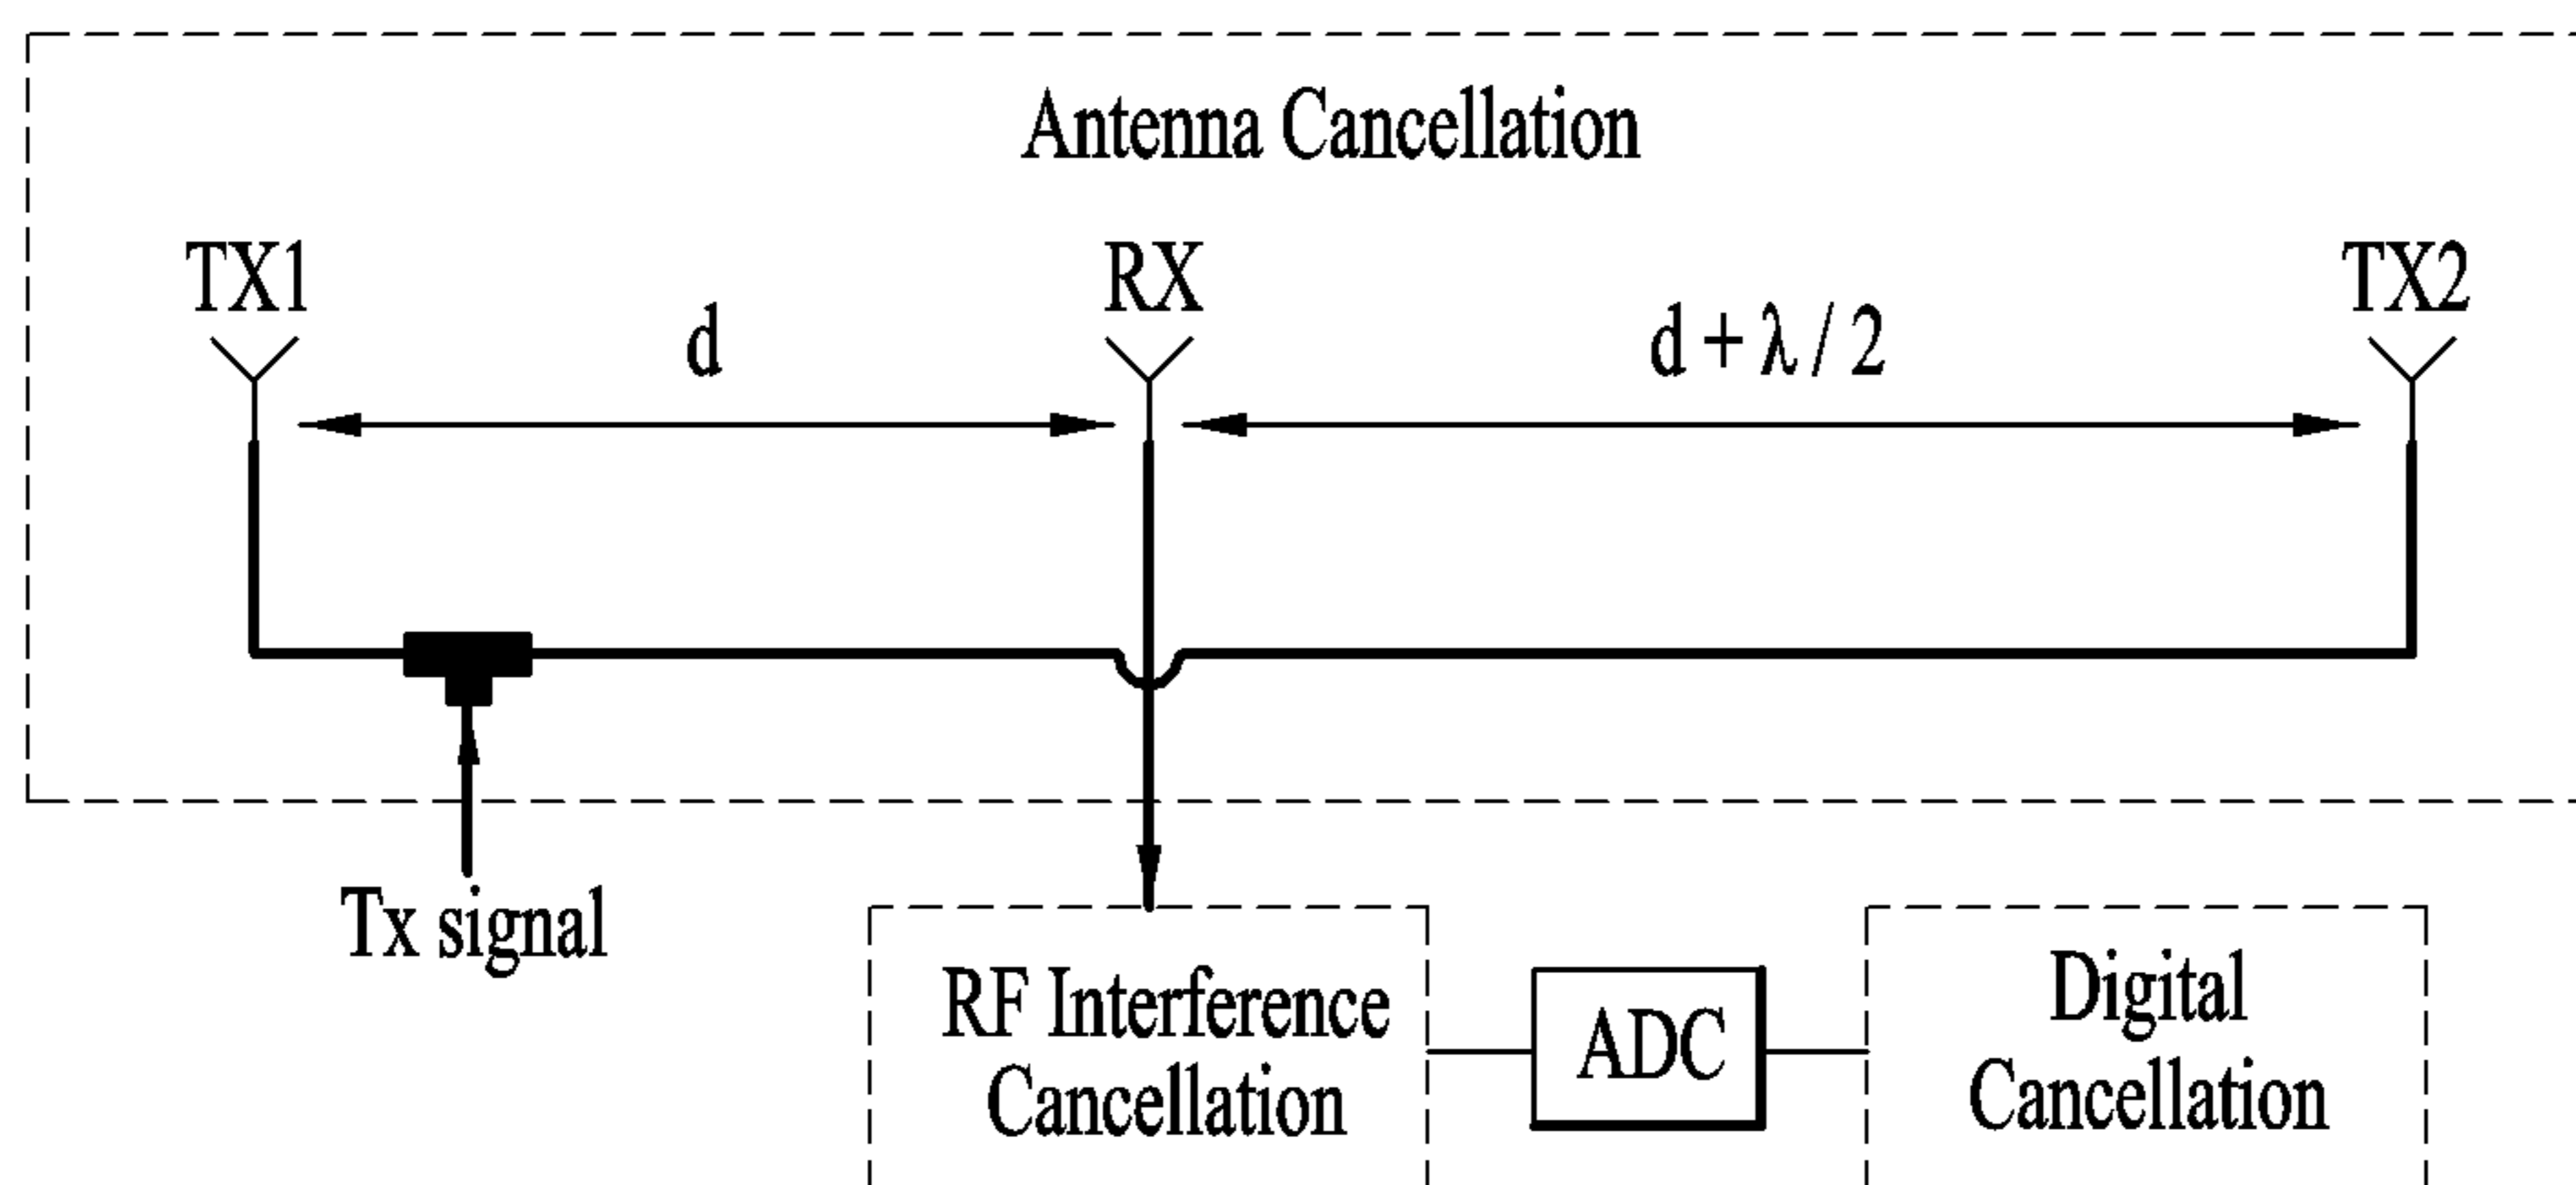 Antenna Cancellation
TX1
RX
TX2
d
d + λ / 2
Tx signal
RF Interference
Cancellation
ADC
Digital
Cancellation